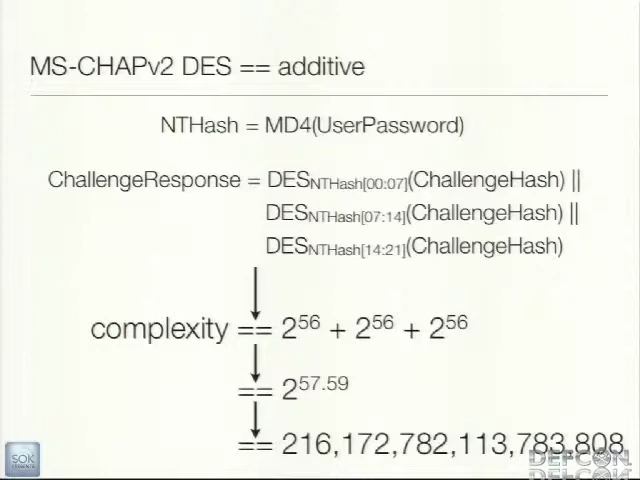 MS-CHAPv2 DES == additive
NTHash = MD4(UserPassword)
ChallengeResponse = DESNTHash[00:07](ChallengeHash) ||
DESNTHash[07:14](ChallengeHash) ||
DESNTHash[14:21](ChallengeHash)
complexity == 2^56 + 2^56 + 2^56
== 2^57.59
== 216,172,782,113,783,808
SOK
DEFCON